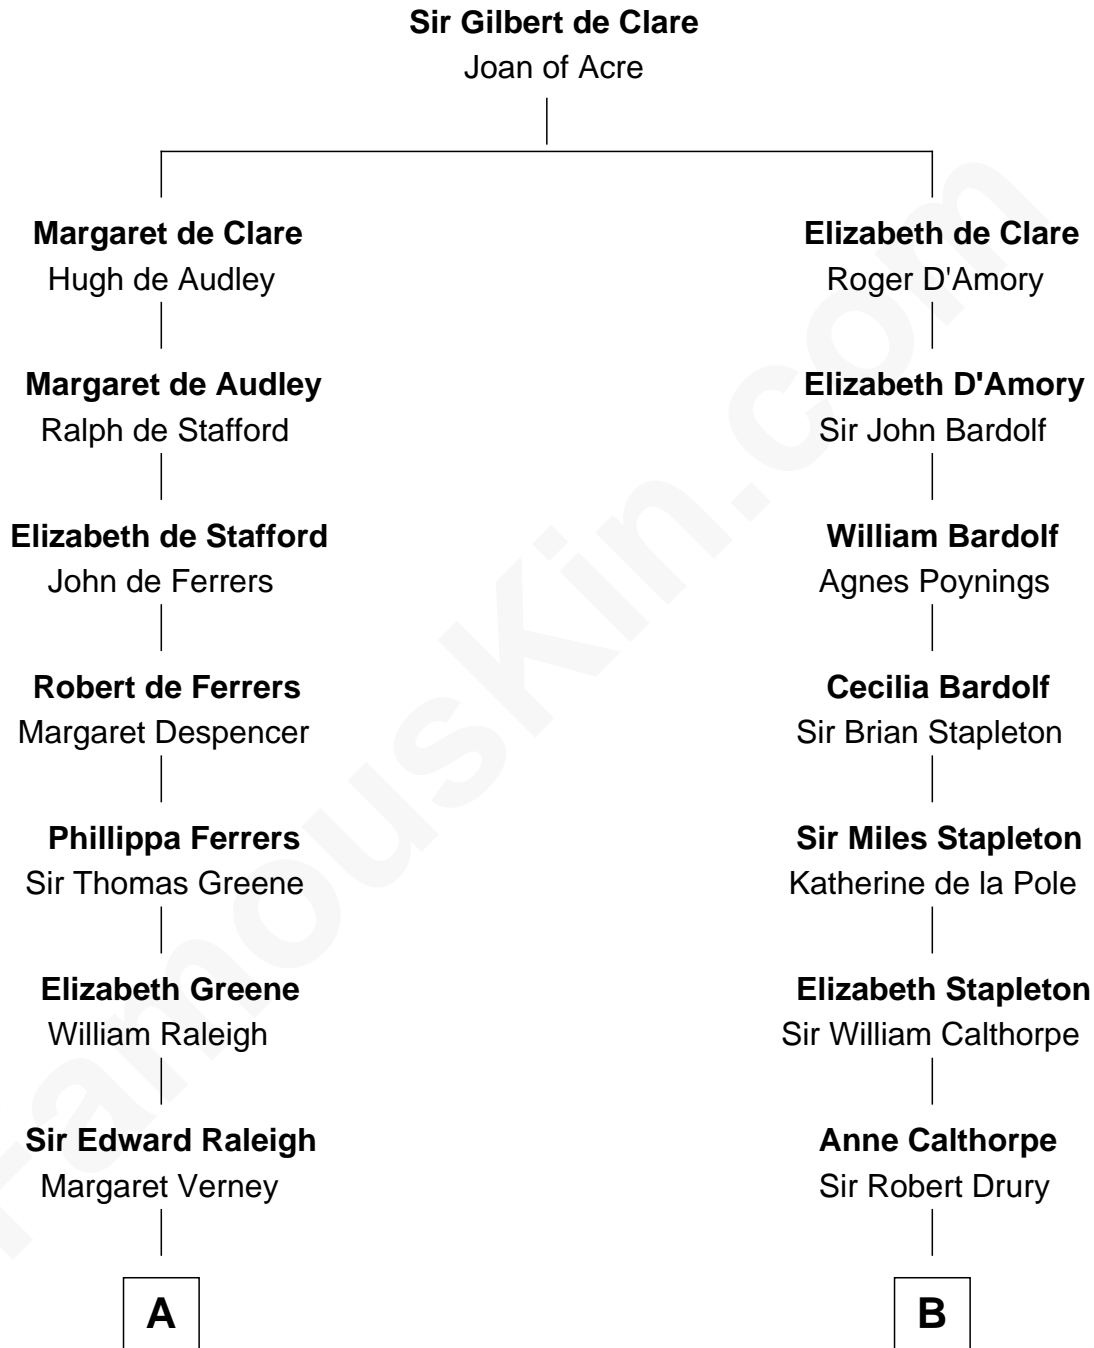 Sir Gilbert de Clare
Joan of Acre
Margaret de Clare
Hugh de Audley
Elizabeth de Clare
Roger D'Amory
Margaret de Audley
Ralph de Stafford
Elizabeth D'Amory
Sir John Bardolf
Elizabeth de Stafford
John de Ferrers
William Bardolf
Agnes Poynings
Robert de Ferrers
Margaret Despencer
Cecilia Bardolf
Sir Brian Stapleton
Phillippa Ferrers
Sir Thomas Greene
Sir Miles Stapleton
Katherine de la Pole
Elizabeth Greene
William Raleigh
Elizabeth Stapleton
Sir William Calthorpe
Sir Edward Raleigh
Margaret Verney
Anne Calthorpe
Sir Robert Drury
A
B
FamousKin.com